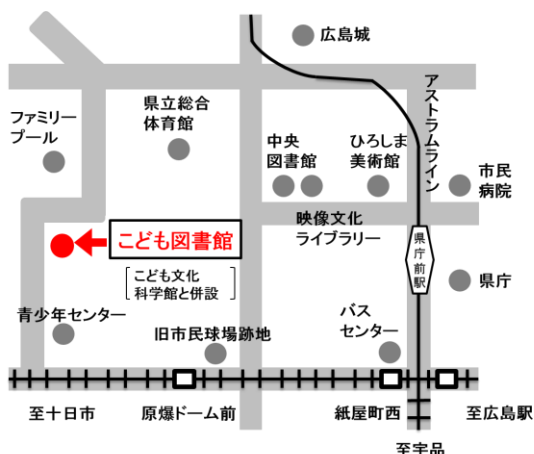 広島城
ファミリー
プール
県立総合
体育館
アストラムライン
中央
図書館
ひろしま
美術館
市民
病院
映像文化
ライブラリー
こども図書館
こども文化
科学館と併設
県庁前駅
県庁
青少年センター
旧市民球場跡地
バス
センター
至十日市
原爆ドーム前
紙屋町西
至広島駅
至宇品